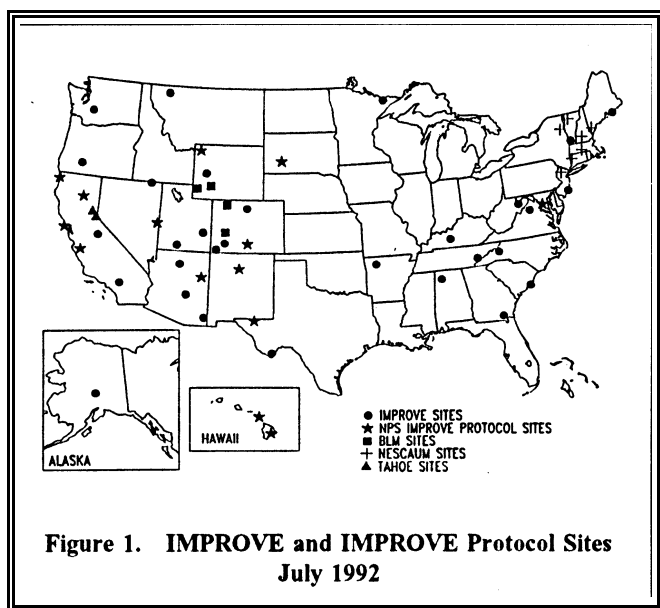 ALASKA
HAWAII
IMPROVE SITES
NPS IMPROVE PROTOCOL SITES
BLM SITES
NESCAUM SITES
TAHOE SITES
Figure 1. IMPROVE and IMPROVE Protocol Sites
July 1992